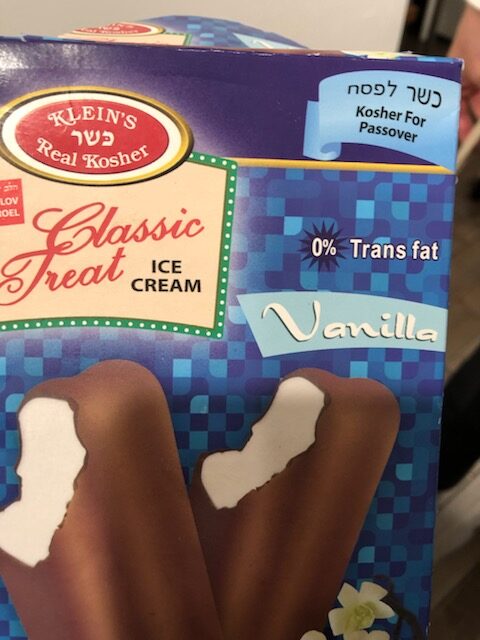 KLEIN'S
כשר
Real Kosher
כשר לפסח
Kosher For
Passover
Classic
Treat
ICE
CREAM
0% Trans fat
Vanilla